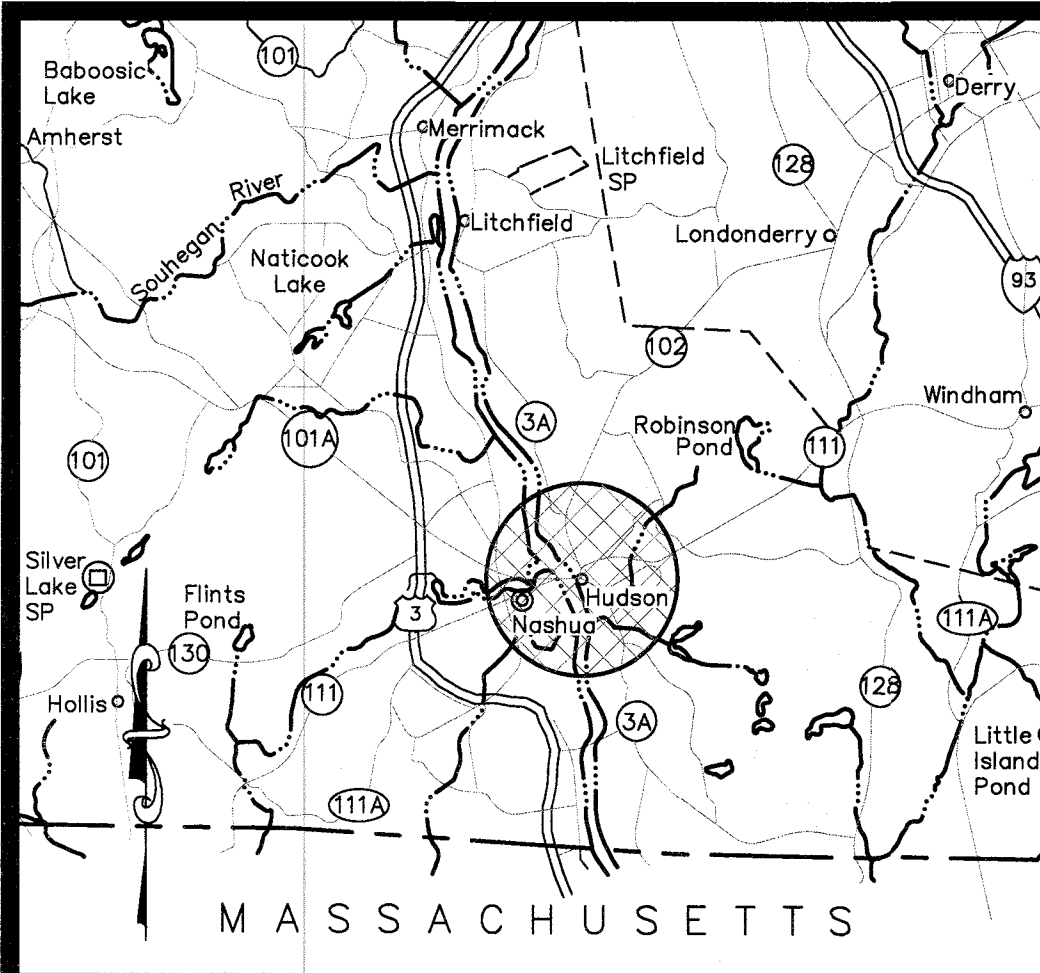 101
Baboosic
Lake
Derry
Amherst
Merrimack
Litchfield
SP
128
River
Souhegan
Litchfield
Londonderry
Naticook
Lake
93
102
Windham
3A
Robinson
Pond
101A
111
101
Silver
Lake
SP
Flints
Pond
3
Hudson
Nashua
111A
130
Hollis
111
128
3A
Little
Island
Pond
111A
MASSACHUSETTS